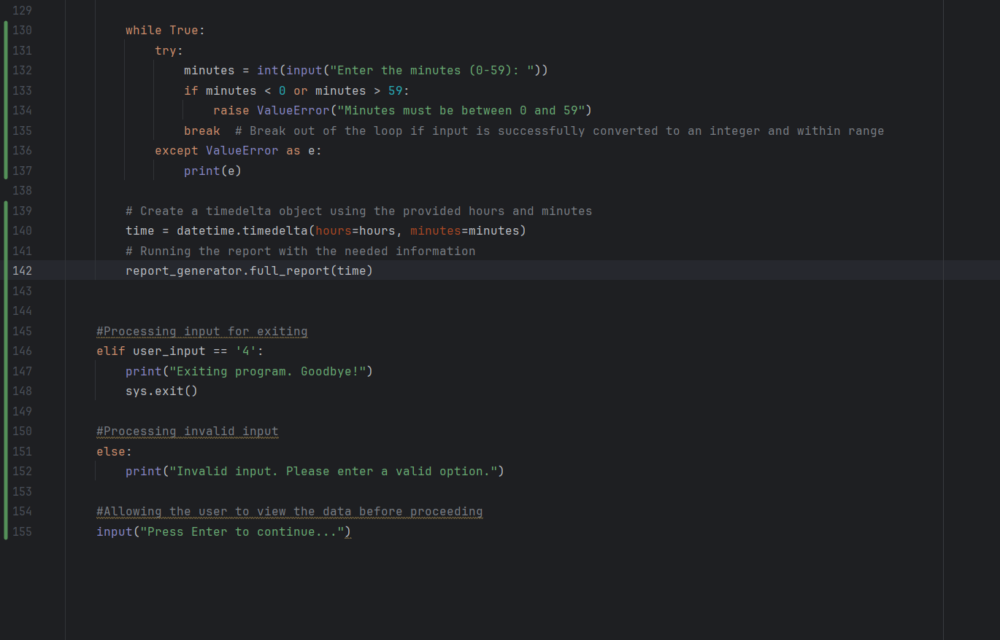 129
130 while True:
131 try:
132 minutes = int(input("Enter the minutes (0-59): "))
133 if minutes < 0 or minutes > 59:
134 raise ValueError("Minutes must be between 0 and 59")
135 break  # Break out of the loop if input is successfully converted to an integer and within range
136 except ValueError as e:
137 print(e)
138
139 # Create a timedelta object using the provided hours and minutes
140 time = datetime.timedelta(hours=hours, minutes=minutes)
141 # Running the report with the needed information
142 report_generator.full_report(time)
143
144
145 #Processing input for exiting
146 elif user_input == '4':
147 print("Exiting program. Goodbye!")
148 sys.exit()
149
150 #Processing invalid input
151 else:
152 print("Invalid input. Please enter a valid option.")
153
154 #Allowing the user to view the data before proceeding
155 input("Press Enter to continue...")